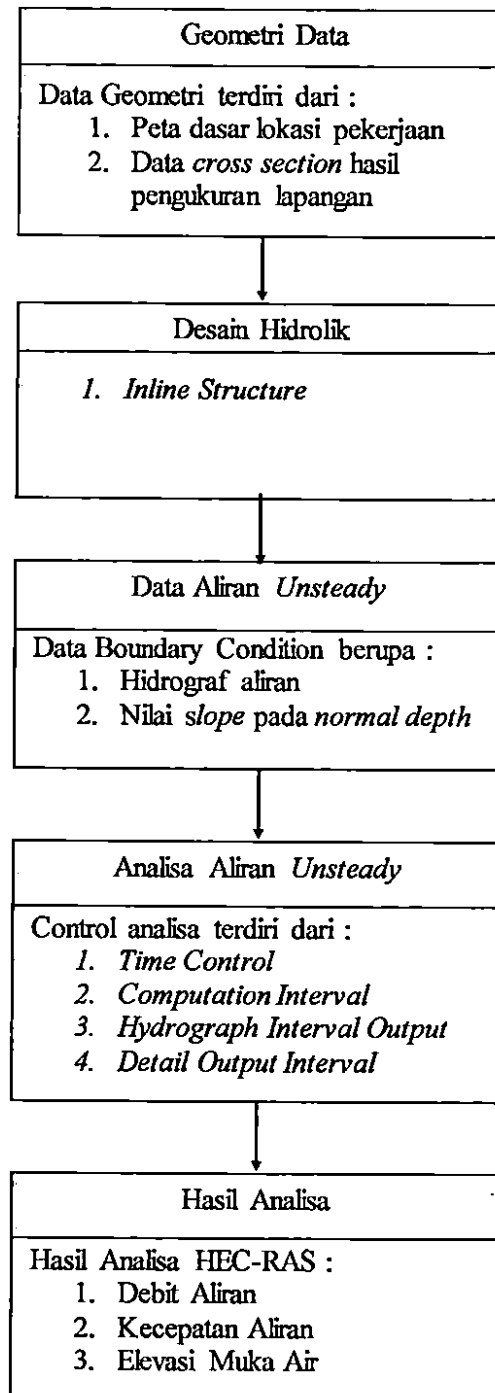 Geometri Data
Data Geometri terdiri dari :
1. Peta dasar lokasi pekerjaan
2. Data cross section hasil
pengukuran lapangan
Desain Hidrolik
1. Inline Structure
Data Aliran Unsteady
Data Boundary Condition berupa :
1. Hidrograf aliran
2. Nilai slope pada normal depth
Analisa Aliran Unsteady
Control analisa terdiri dari :
1. Time Control
2. Computation Interval
3. Hydrograph Interval Output
4. Detail Output Interval
Hasil Analisa
Hasil Analisa HEC-RAS :
1. Debit Aliran
2. Kecepatan Aliran
3. Elevasi Muka Air